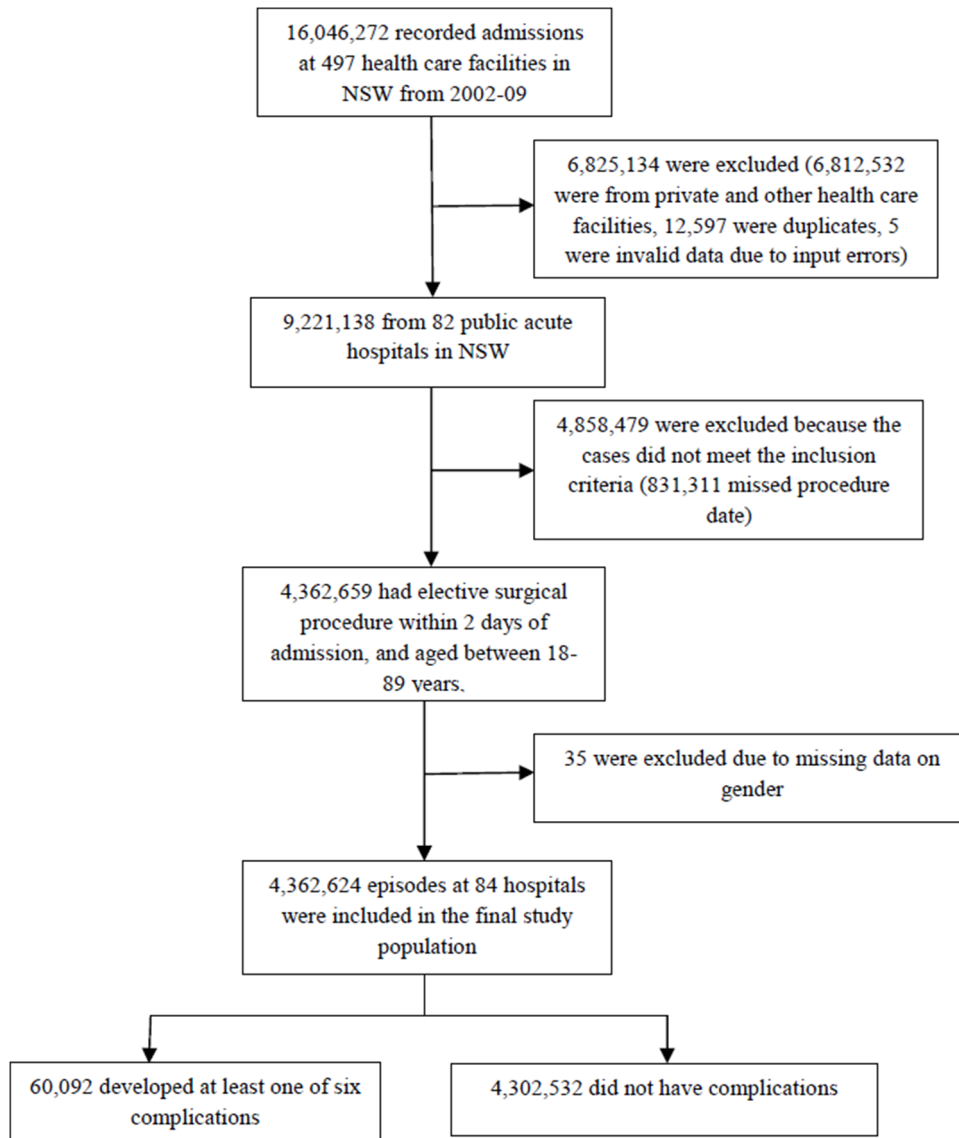 16,046,272 recorded admissions
at 497 health care facilities in
NSW from 2002-09
6,825,134 were excluded (6,812,532
were from private and other health care
facilities, 12,597 were duplicates, 5
were invalid data due to input errors)
9,221,138 from 82 public acute
hospitals in NSW
4,858,479 were excluded because the
cases did not meet the inclusion
criteria (831,311 missed procedure
date)
4,362,659 had elective surgical
procedure within 2 days of
admission, and aged between 18-
89 years.
35 were excluded due to missing data on
gender
4,362,624 episodes at 84 hospitals
were included in the final study
population
60,092 developed at least one of six
complications
4,302,532 did not have complications